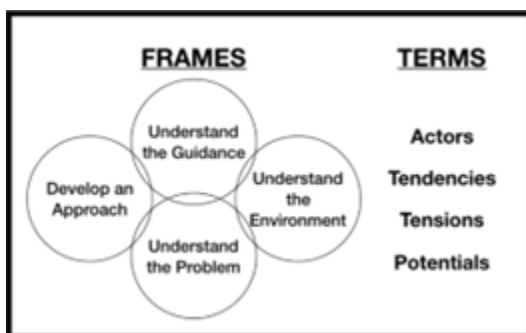 FRAMES
Understand
the Guidance
Develop an
Approach
Understand
the
Environment
Understand
the Problem
TERMS
Actors
Tendencies
Tensions
Potentials